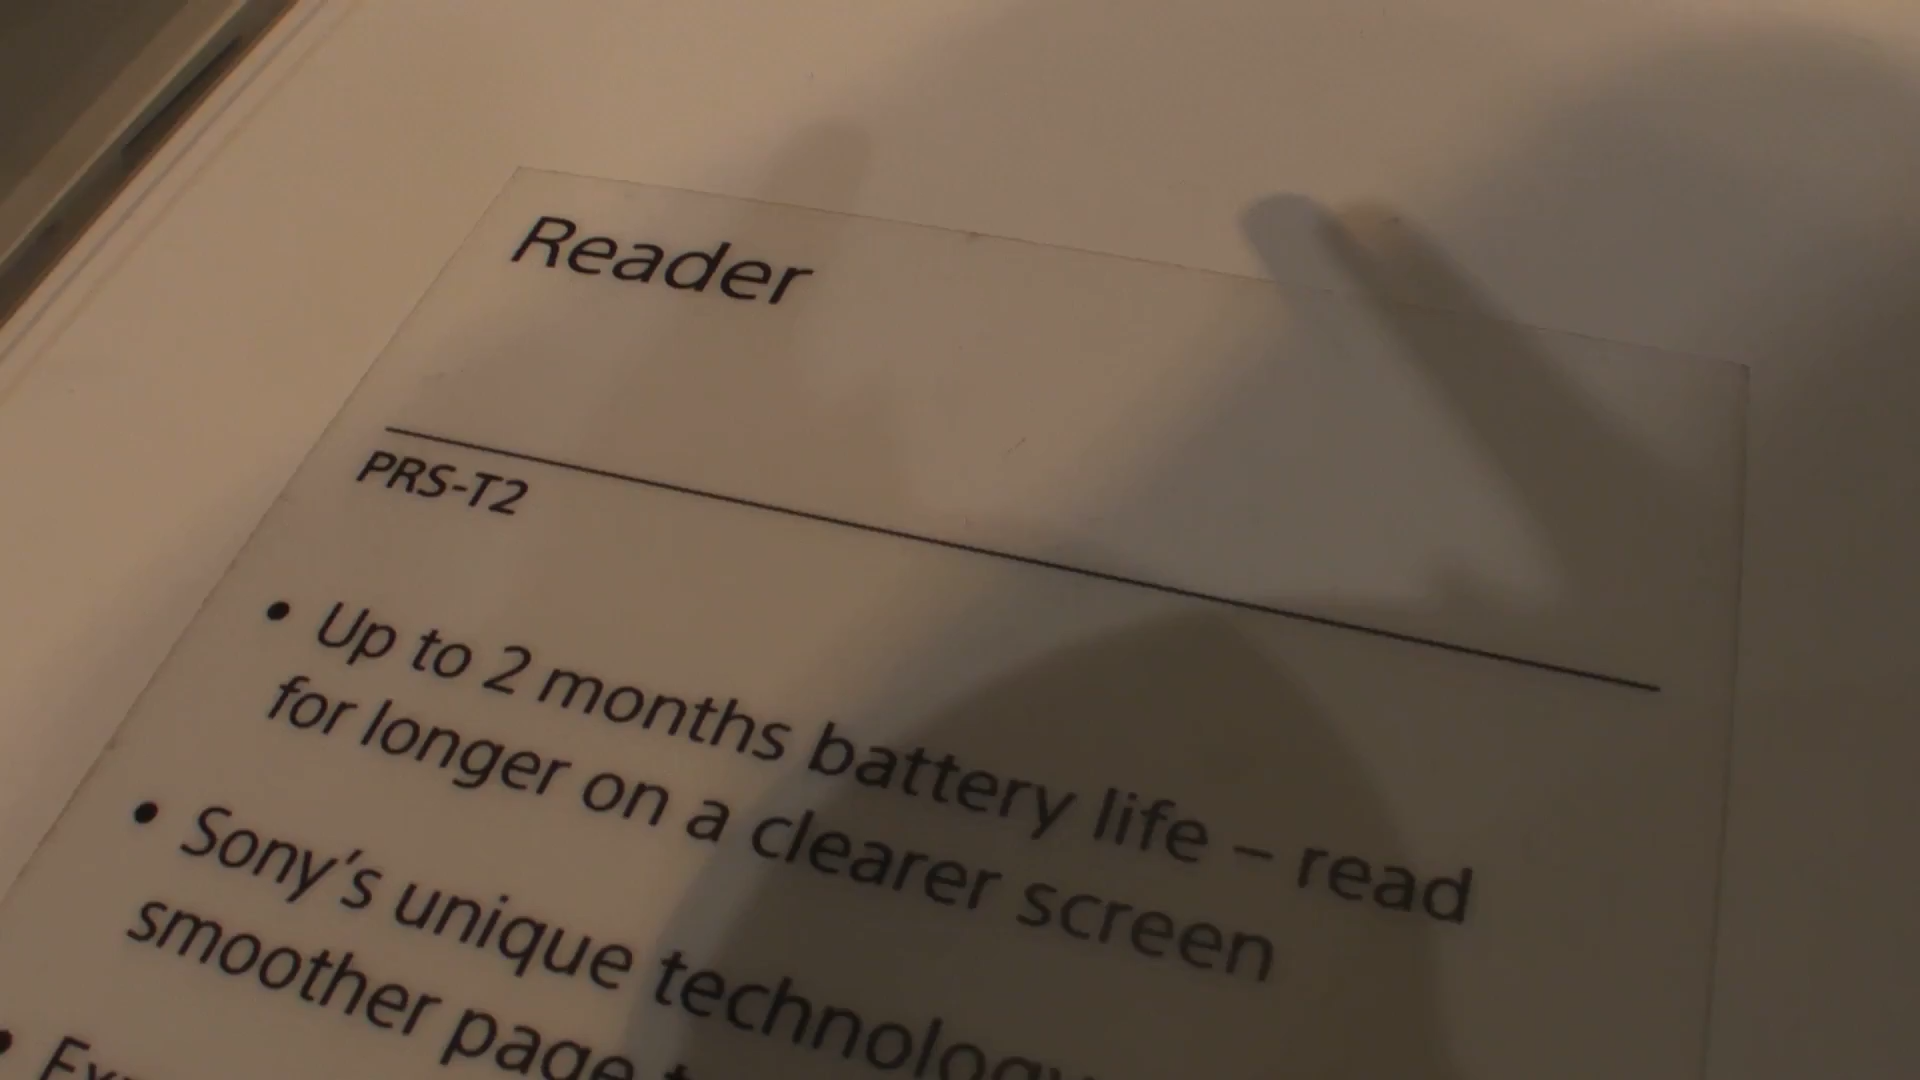 Reader
PRS-T2
• Up to 2 months battery life – read
for longer on a clearer screen
• Sony's unique technology
smoother page
•